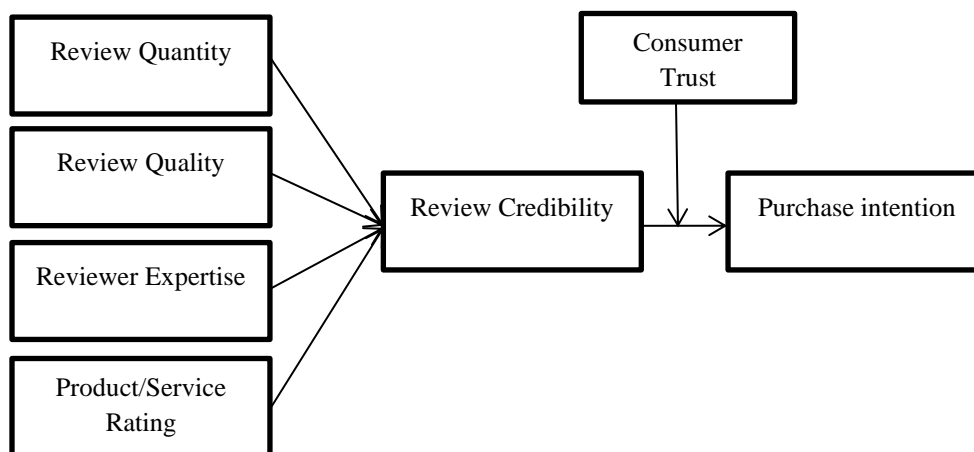 Review Quantity
Consumer
Trust
Review Quality
Review Credibility
Purchase intention
Reviewer Expertise
Product/Service
Rating